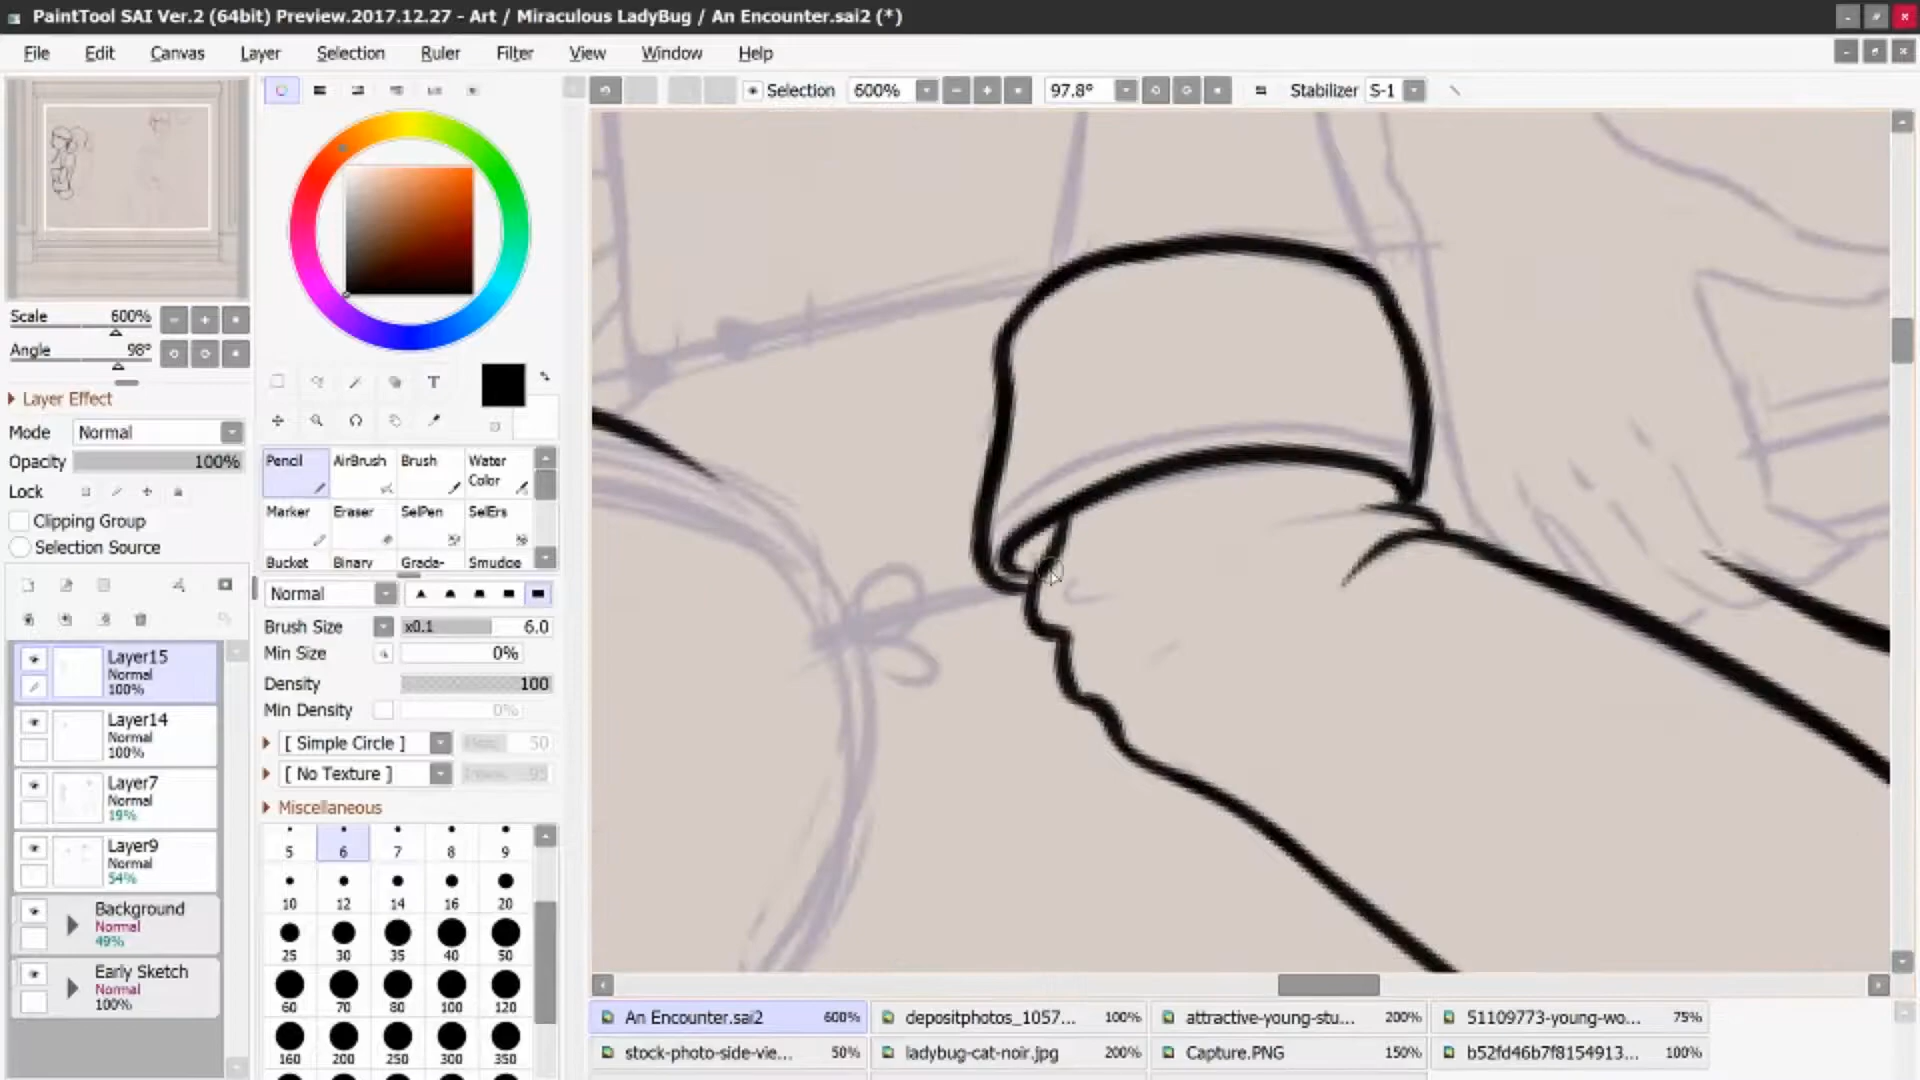 PaintTool SAI Ver.2 (64bit) Preview.2017.12.27 - Art / Miraculous LadyBug / An Encounter.sai2 (*)
File Edit Canvas Layer Selection Ruler Filter View Window Help
Selection 600% 97.8° Stabilizer S-1
Scale 600%
Angle 98°
Layer Effect
Mode Normal
Opacity 100%
Lock
Clipping Group
Selection Source
Layer15
Normal
100%
Layer14
Normal
100%
Layer7
Normal
19%
Layer9
Normal
54%
Background
Normal
49%
Early Sketch
Normal
100%
T
Pencil AirBrush Brush Water Color
Marker Eraser SelPen SelErs
Bucket Binary Grada- Smudge
Normal
Brush Size x0.1 6.0
Min Size 0%
Density 100
Min Density 0%
[ Simple Circle ] 50
[ No Texture ] 95
Miscellaneous
5 6 7 8 9
10 12 14 16 20
25 30 35 40 50
60 70 80 100 120
160 200 250 300 350
An Encounter.sai2 600% depositphotos_1057... 100% attractive-young-stu... 200% 51109773-young-wo... 75%
stock-photo-side-vie... 50% ladybug-cat-noir.jpg 200% Capture.PNG 150% b52fd46b7f8154913... 100%